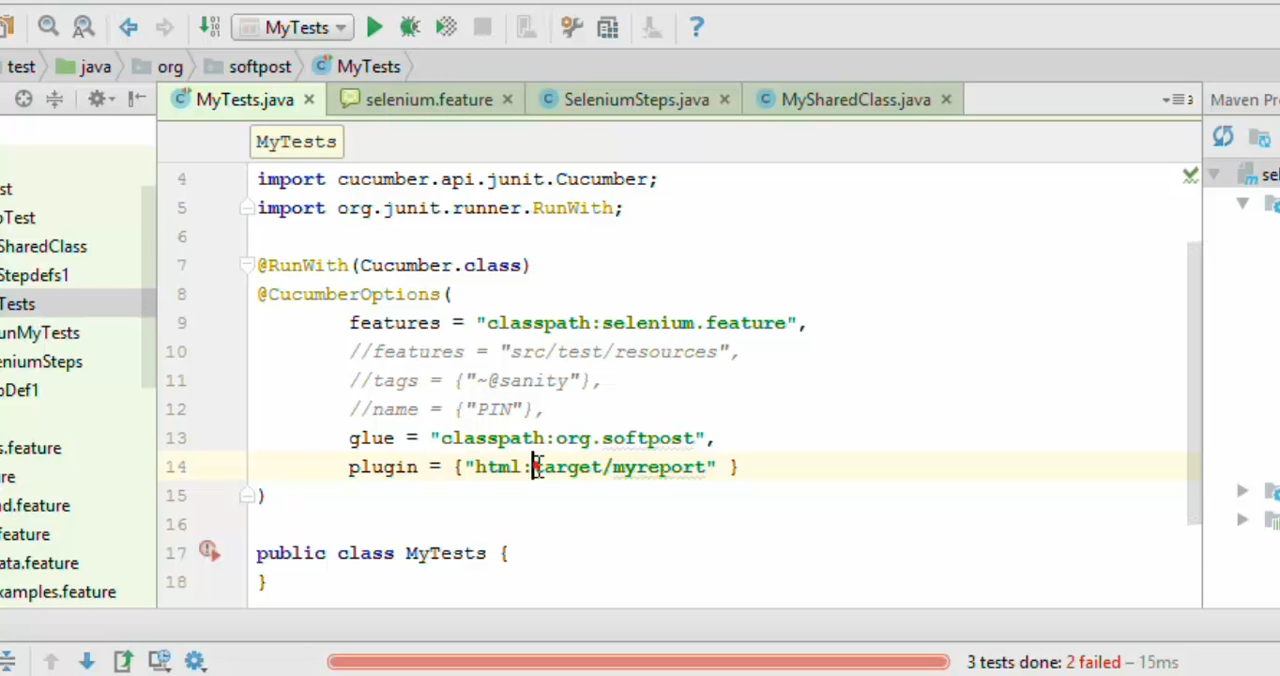 MyTests
test java org softpost MyTests
MyTests.java selenium.feature SeleniumSteps.java MySharedClass.java 3 Maven Pro
MyTests
4 import cucumber.api.junit.Cucumber;
5 import org.junit.runner.RunWith;
6
7 @RunWith(Cucumber.class)
8 @CucumberOptions(
9 features = "classpath:selenium.feature",
10 //features = "src/test/resources",
11 //tags = {"~@sanity"},
12 //name = {"PIN"},
13 glue = "classpath:org.softpost",
14 plugin = {"html:target/myreport" }
15 )
16
17 public class MyTests {
18 }
st
oTest
SharedClass
Stepdefs1
Tests
unMyTests
eniumSteps
oDef1
s.feature
re
nd.feature
feature
ata.feature
xamples.feature
sel
3 tests done: 2 failed – 15ms